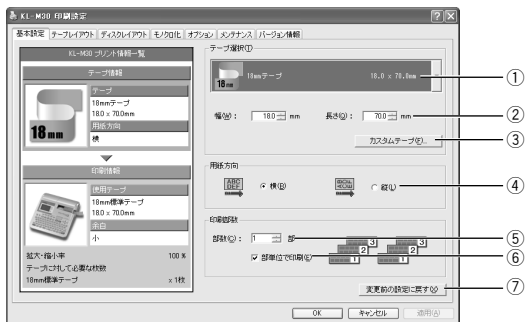 KL-M30 印刷設定
基本設定 テープレイアウト ディスクレイアウト モノクロ化 オプション メンテナンス バージョン情報
KL-M30 プリント情報一覧
テープ情報
テープ
18mmテープ
18.0 x 70.0mm
用紙方向
横
18mm
印刷情報
使用テープ
18mm標準テープ
18.0 x 70.0mm
余白
小
拡大・縮小率 100 %
テープに対して必要な枚数
18mm標準テープ x 1枚
テープ選択(T)
18mm
18mmテープ 18.0 x 70.0mm
①
幅(W): 18.0 mm 長さ(Q): 70.0 mm
②
カスタムテープ(F)...
③
用紙方向
ABC
DEF
横(R)
縦(L)
④
印刷部数
部数(C): 1 部
⑤
部単位で印刷(E)
⑥
3
2
1
3
2
1
変更前の設定に戻す(X)
⑦
OK キャンセル 適用(A)